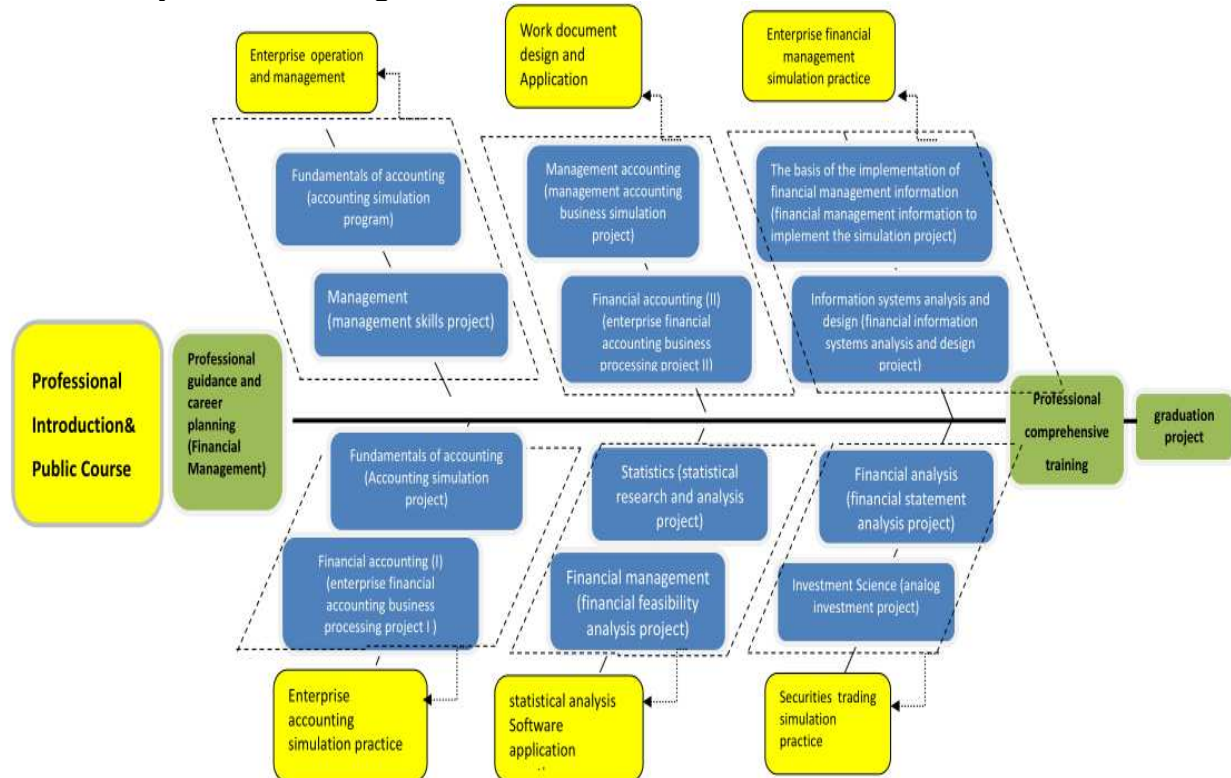 Enterprise operation
and management
Work document
design and
Application
Enterprise financial
management
simulation practice
Fundamentals of accounting
(accounting simulation
program)
Management
(management skills project)
Management accounting
(management accounting
business simulation
project)
Financial accounting (II)
(enterprise financial
accounting business
processing project II)
The basis of the implementation of
financial management information
(financial management information to
implement the simulation project)
Information systems analysis and
design (financial information
systems analysis and design
project)
Professional
Introduction&
Public Course
Professional
guidance and
career
planning
(Financial
Management)
Professional
comprehensive
training
graduation
project
Fundamentals of accounting
(Accounting simulation
project)
Financial accounting (I)
(enterprise financial
accounting business
processing project I )
Statistics (statistical
research and analysis
project)
Financial management
(financial feasibility
analysis project)
Financial analysis
(financial statement
analysis project)
Investment Science (analog
investment project)
Enterprise
accounting
simulation practice
statistical analysis
Software
application
Securities trading
simulation
practice